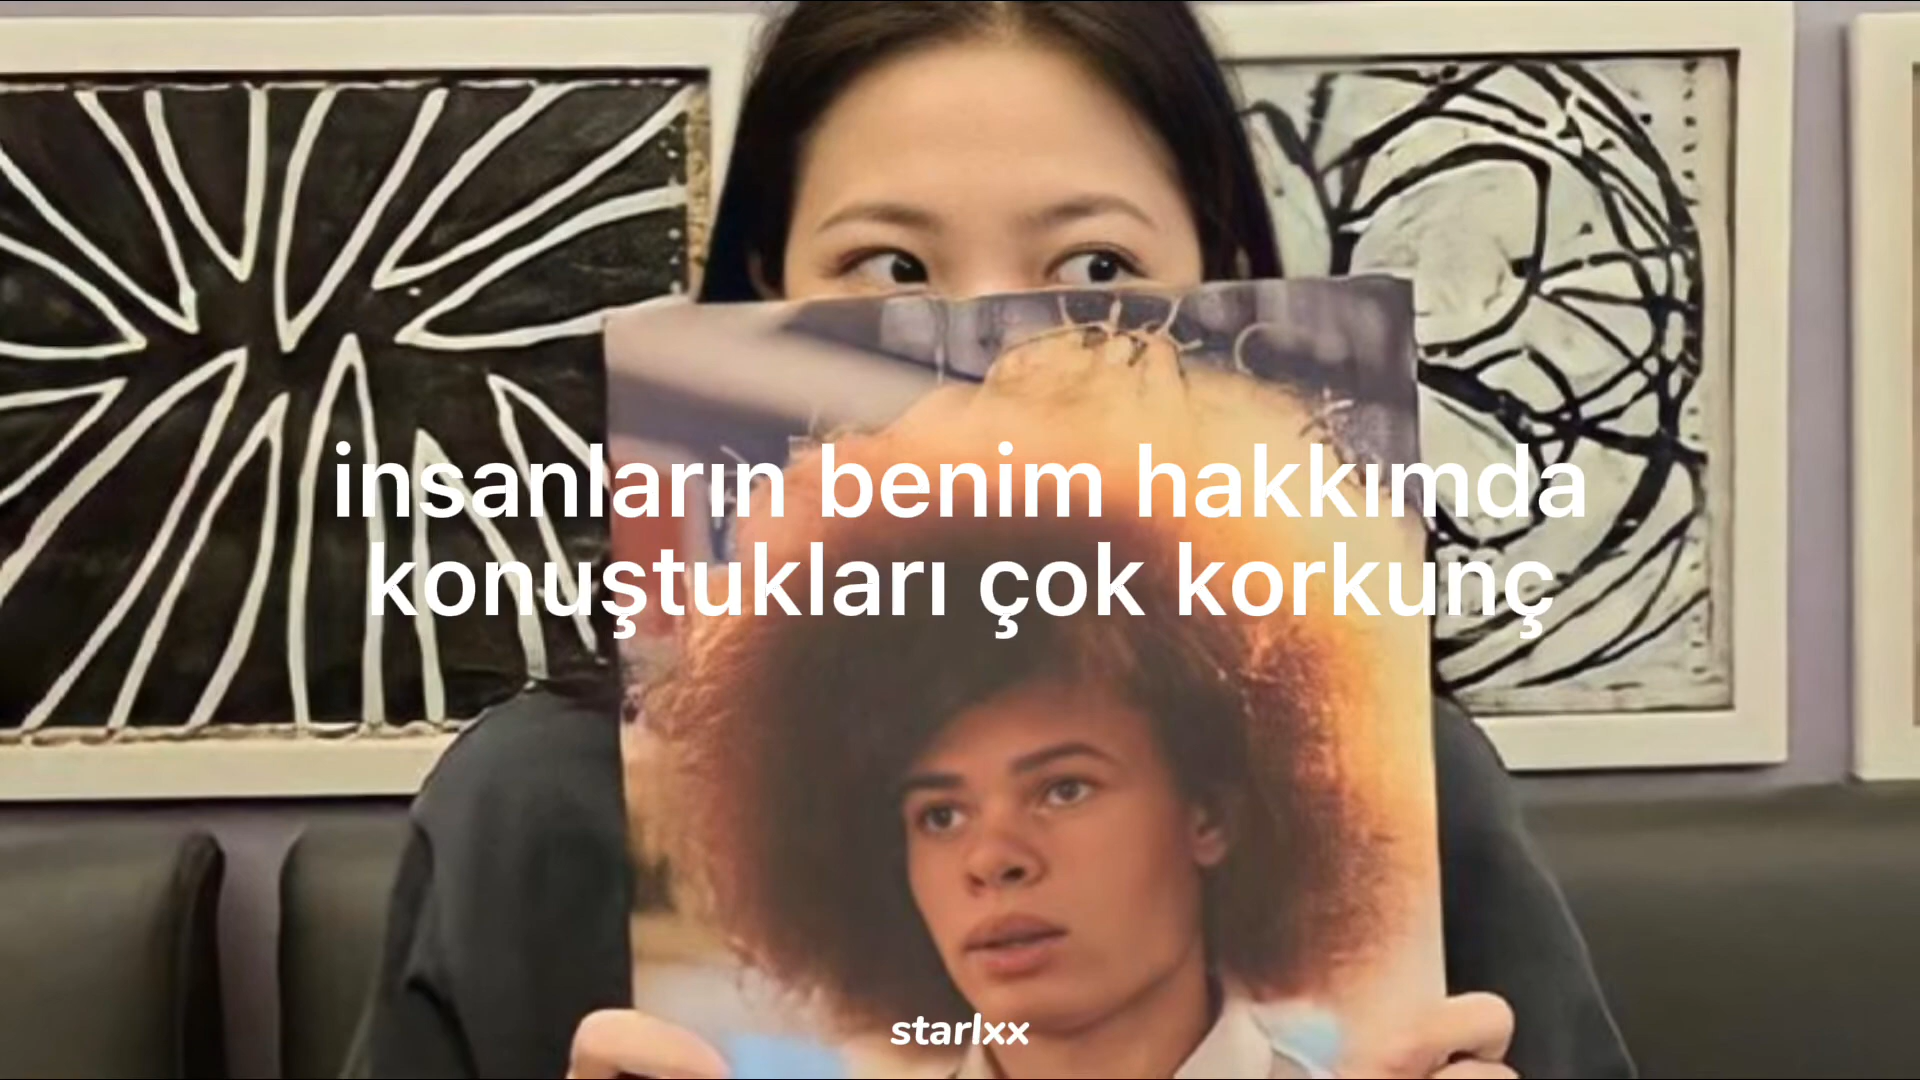 insanların benim hakkımda
konuştukları çok korkunç
starlxx